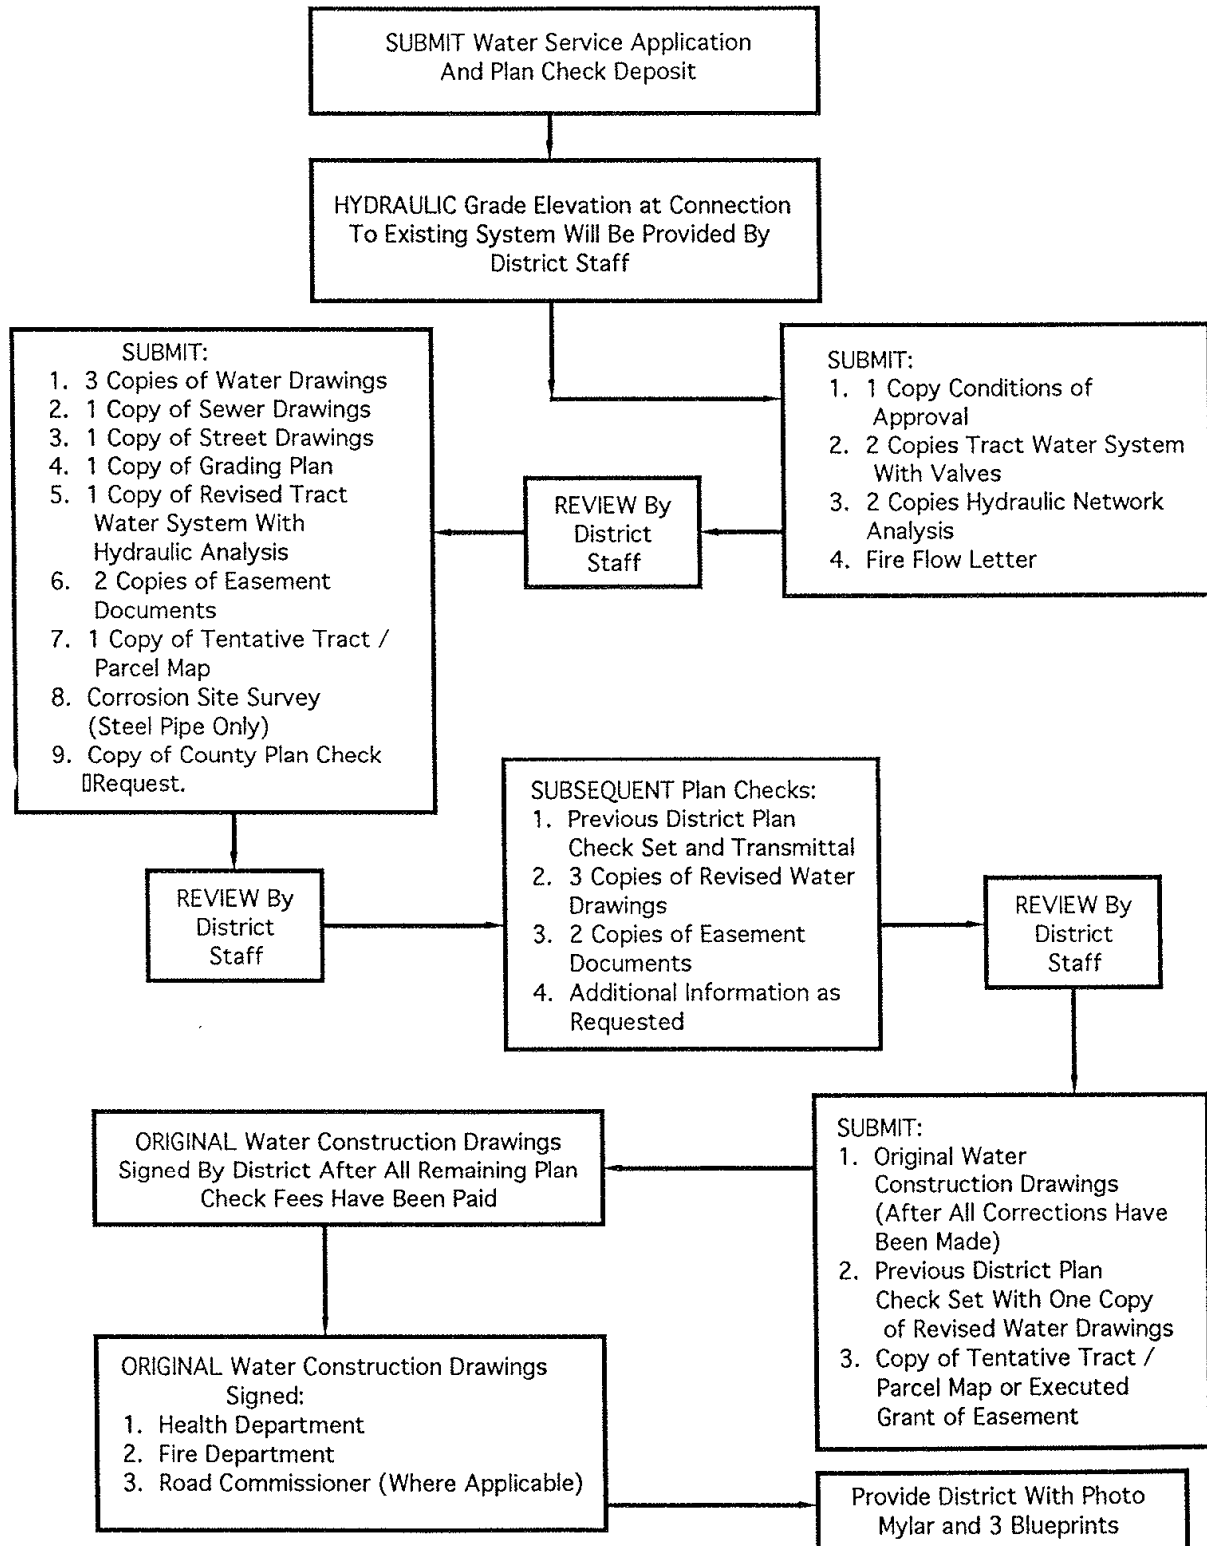 SUBMIT Water Service Application
And Plan Check Deposit
HYDRAULIC Grade Elevation at Connection
To Existing System Will Be Provided By
District Staff
SUBMIT:
1. 1 Copy Conditions of
Approval
2. 2 Copies Tract Water System
With Valves
3. 2 Copies Hydraulic Network
Analysis
4. Fire Flow Letter
REVIEW By
District
Staff
SUBMIT:
1. 3 Copies of Water Drawings
2. 1 Copy of Sewer Drawings
3. 1 Copy of Street Drawings
4. 1 Copy of Grading Plan
5. 1 Copy of Revised Tract
Water System With
Hydraulic Analysis
6. 2 Copies of Easement
Documents
7. 1 Copy of Tentative Tract /
Parcel Map
8. Corrosion Site Survey
(Steel Pipe Only)
9. Copy of County Plan Check
▯Request.
REVIEW By
District
Staff
SUBSEQUENT Plan Checks:
1. Previous District Plan
Check Set and Transmittal
2. 3 Copies of Revised Water
Drawings
3. 2 Copies of Easement
Documents
4. Additional Information as
Requested
REVIEW By
District
Staff
SUBMIT:
1. Original Water
Construction Drawings
(After All Corrections Have
Been Made)
2. Previous District Plan
Check Set With One Copy
of Revised Water Drawings
3. Copy of Tentative Tract /
Parcel Map or Executed
Grant of Easement
ORIGINAL Water Construction Drawings
Signed By District After All Remaining Plan
Check Fees Have Been Paid
ORIGINAL Water Construction Drawings
Signed:
1. Health Department
2. Fire Department
3. Road Commissioner (Where Applicable)
Provide District With Photo
Mylar and 3 Blueprints